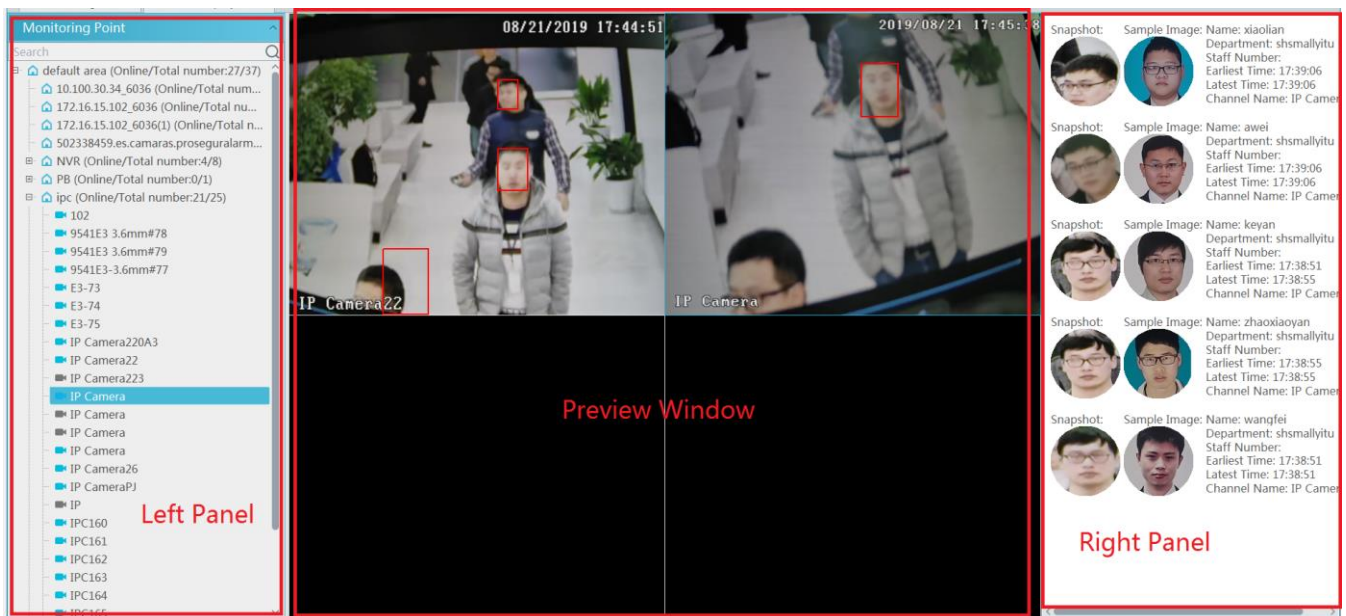 Monitoring Point
Search
default area (Online/Total number:27/37)
10.100.30.34_6036 (Online/Total num...
172.16.15.102_6036 (Online/Total nu...
172.16.15.102_6036(1) (Online/Total n...
502338459.es.camaras.proseguralarm...
NVR (Online/Total number:4/8)
PB (Online/Total number:0/1)
ipc (Online/Total number:21/25)
102
9541E3 3.6mm#78
9541E3 3.6mm#79
9541E3-3.6mm#77
E3-73
E3-74
E3-75
IP Camera220A3
IP Camera22
IP Camera223
IP Camera
IP Camera
IP Camera
IP Camera
IP Camera26
IP CameraPJ
IP
IPC160
IPC161
IPC162
IPC163
IPC164
IPC165
Left Panel
08/21/2019 17:44:51
IP Camera22
2019/08/21 17:45:38
IP Camera
Preview Window
Snapshot: Sample Image: Name: xiaolian
Department: shsmallyitu
Staff Number:
Earliest Time: 17:39:06
Latest Time: 17:39:06
Channel Name: IP Camer
Snapshot: Sample Image: Name: awei
Department: shsmallyitu
Staff Number:
Earliest Time: 17:39:06
Latest Time: 17:39:06
Channel Name: IP Camer
Snapshot: Sample Image: Name: keyan
Department: shsmallyitu
Staff Number:
Earliest Time: 17:38:51
Latest Time: 17:38:55
Channel Name: IP Camer
Snapshot: Sample Image: Name: zhaoxiaoyan
Department: shsmallyitu
Staff Number:
Earliest Time: 17:38:55
Latest Time: 17:38:55
Channel Name: IP Camer
Snapshot: Sample Image: Name: wangfei
Department: shsmallyitu
Staff Number:
Earliest Time: 17:38:51
Latest Time: 17:38:51
Channel Name: IP Camer
Right Panel